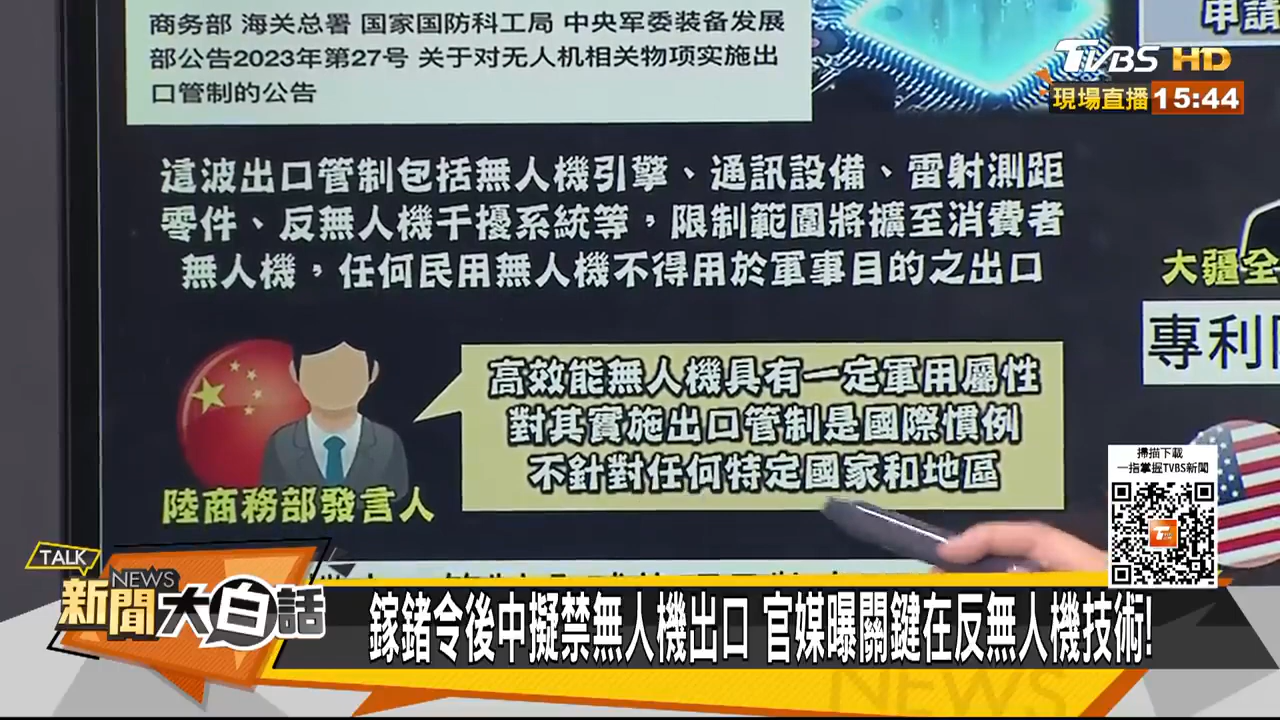 商务部 海关总署 国家国防科工局 中央军委装备发展
部公告2023年第27号 关于对无人机相关物项实施出
口管制的公告
申請
TVBS HD
現場直播 15:44
這波出口管制包括無人機引擎、通訊設備、雷射測距
零件、反無人機干擾系統等，限制範圍將擴至消費者
無人機，任何民用無人機不得用於軍事目的之出口
大疆全
專利
高效能無人機具有一定軍用屬性
對其實施出口管制是國際慣例
不針對任何特定國家和地區
陸商務部發言人
掃描下載
一指掌握TVBS新聞
TALK
NEWS
新聞大白話
鎵鍺令後中擬禁無人機出口 官媒曝關鍵在反無人機技術!
NEWS